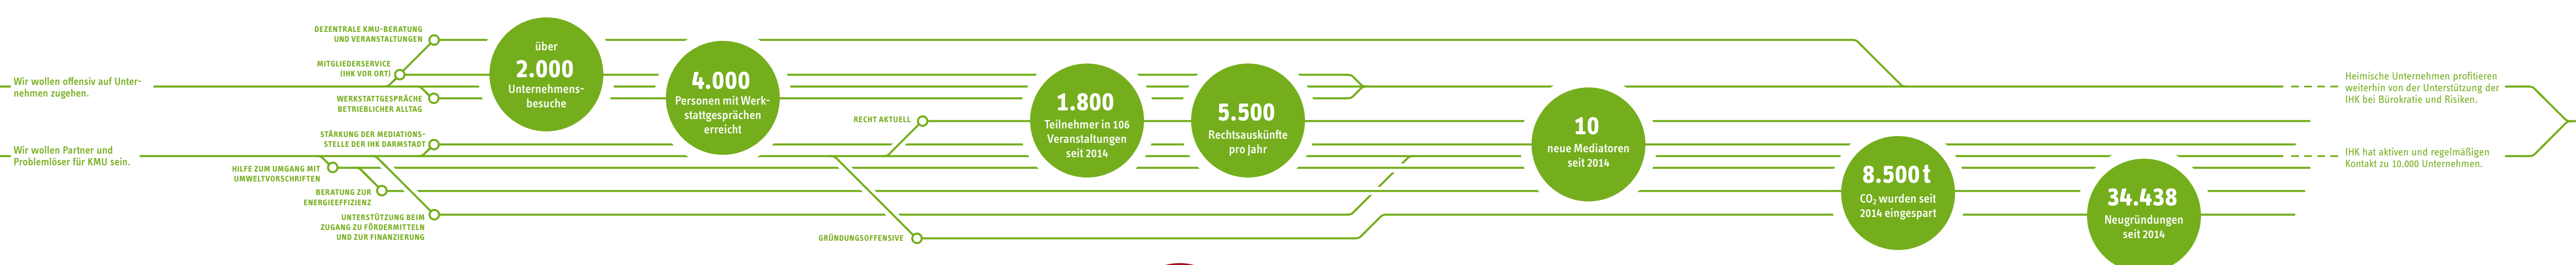 Wir wollen offensiv auf Unter-
nehmen zugehen.
Wir wollen Partner und
Problemlöser für KMU sein.
DEZENTRALE KMU-BERATUNG
UND VERANSTALTUNGEN
MITGLIEDERSERVICE
(IHK VOR ORT)
WERKSTATTGESPRÄCHE
BETRIEBLICHER ALLTAG
STÄRKUNG DER MEDIATIONS-
STELLE DER IHK DARMSTADT
HILFE ZUM UMGANG MIT
UMWELTVORSCHRIFTEN
BERATUNG ZUR
ENERGIEEFFIZIENZ
UNTERSTÜTZUNG BEIM
ZUGANG ZU FÖRDERMITTELN
UND ZUR FINANZIERUNG
über
2.000
Unternehmens-
besuche
4.000
Personen mit Werk-
stattgesprächen
erreicht
RECHT AKTUELL
GRÜNDUNGSOFFENSIVE
1.800
Teilnehmer in 106
Veranstaltungen
seit 2014
5.500
Rechtsauskünfte
pro Jahr
10
neue Mediatoren
seit 2014
8.500 t
CO₂ wurden seit
2014 eingespart
34.438
Neugründungen
seit 2014
Heimische Unternehmen profitieren
weiterhin von der Unterstützung der
IHK bei Bürokratie und Risiken.
IHK hat aktiven und regelmäßigen
Kontakt zu 10.000 Unternehmen.